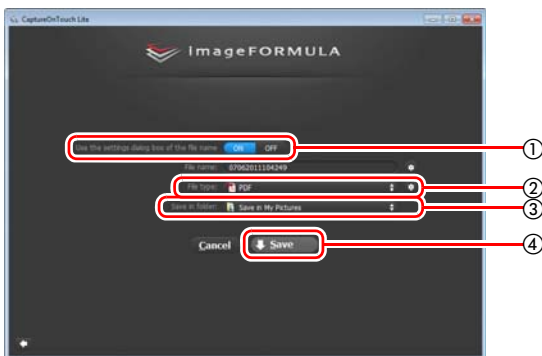 CaptureOnTouch Lite
imageFORMULA
Use the settings dialog box of the file name ON OFF
①
File name: 07062011104249
File type: PDF
②
Save in folder: Save in My Pictures
③
Cancel Save
④